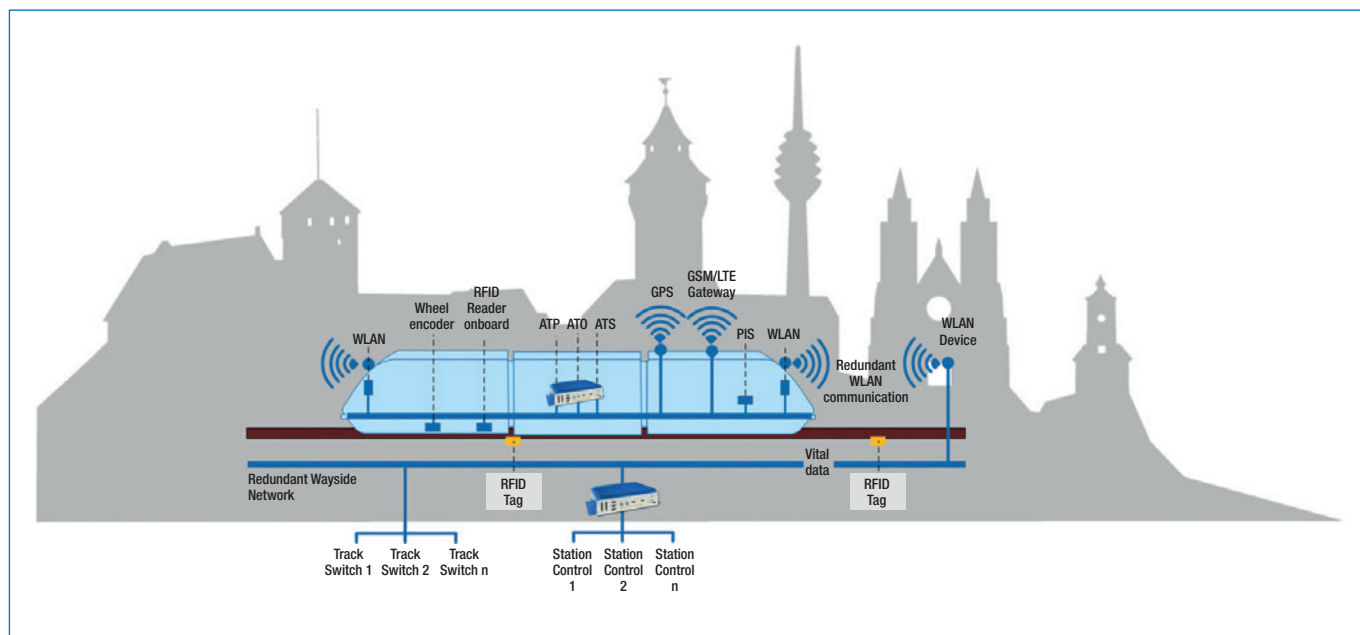 GSM/LTE
Gateway
GPS
RFID
Reader
onboard
Wheel
encoder
WLAN
ATP
ATO
ATS
PIS
WLAN
WLAN
Device
Redundant
WLAN
communication
Vital
data
Redundant Wayside
Network
RFID
Tag
RFID
Tag
Track
Switch 1
Track
Switch 2
Track
Switch n
Station
Control
1
Station
Control
2
Station
Control
n